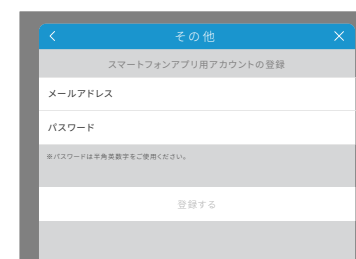 その他
スマートフォンアプリ用アカウントの登録
メールアドレス
パスワード
※パスワードは半角英数字をご使用ください。
登録する